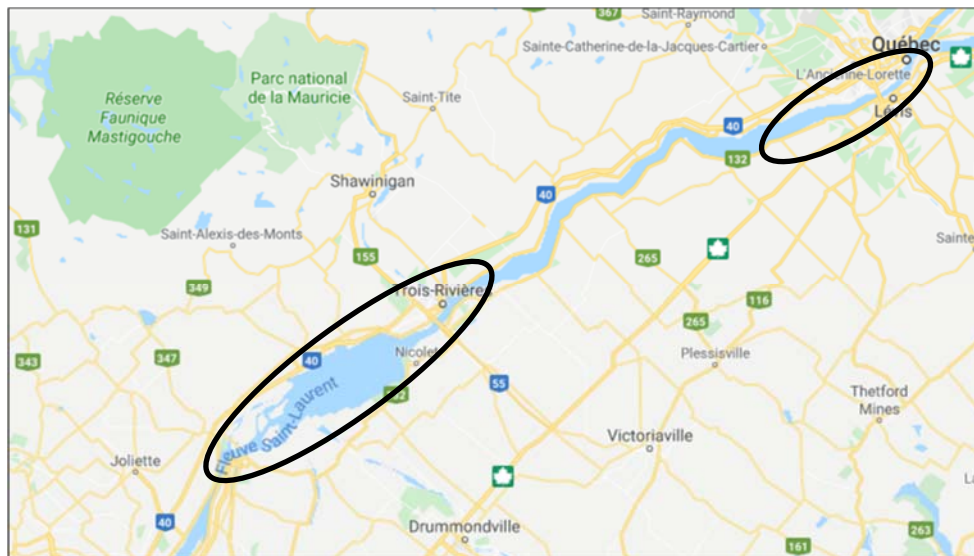 367
Saint-Raymond
Sainte-Catherine-de-la-Jacques-Cartier
Québec
L'Ancienne-Lorette
Lévis
Parc national
de la Mauricie
Saint-Tite
Réserve
Faunique
Mastigouche
40
132
Shawinigan
40
131
Saint-Alexis-des-Monts
155
265
Sainte
349
Trois-Rivières
116
265
343
347
40
Nicolet
Plessisville
55
Fleuve Saint-Laurent
Thetford
Mines
Victoriaville
Joliette
40
Drummondville
263
161